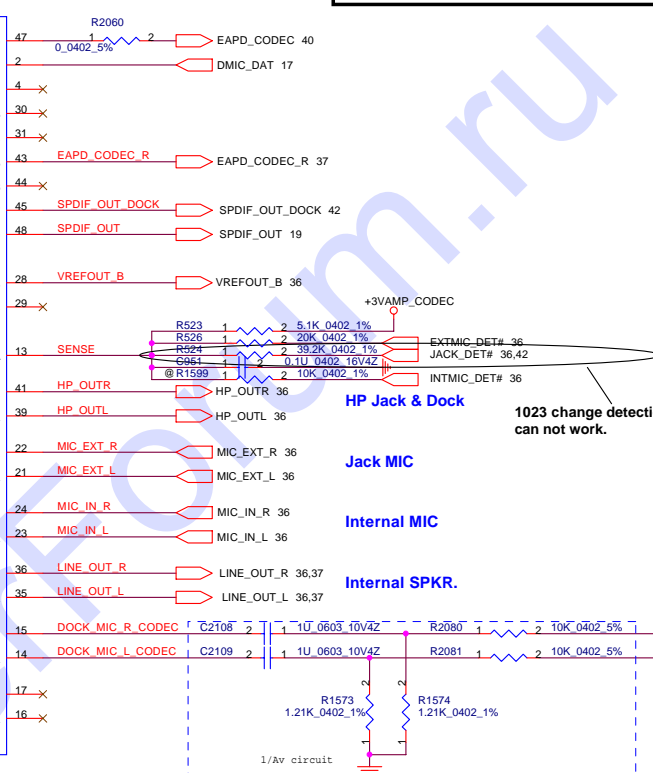 R2060
47 1 2 EAPD_CODEC 40
0_0402_5%
2 DMIC_DAT 17
4
30
31
43 EAPD_CODEC_R EAPD_CODEC_R 37
44
45 SPDIF_OUT_DOCK SPDIF_OUT_DOCK 42
48 SPDIF_OUT SPDIF_OUT 19
28 VREFOUT_B VREFOUT_B 36
29
+3VAMP_CODEC
R523 1 2 5.1K_0402_1%
R526 1 2 20K_0402_1% EXTMIC_DET# 36
13 SENSE R524 1 2 39.2K_0402_1% JACK_DET# 36,42
C951 1 2 0.1U_0402_16V4Z
@ R1599 1 2 10K_0402_1% INTMIC_DET# 36
41 HP_OUTR HP_OUTR 36
HP Jack & Dock
39 HP_OUTL HP_OUTL 36
1023 change detecti
can not work.
22 MIC_EXT_R MIC_EXT_R 36
Jack MIC
21 MIC_EXT_L MIC_EXT_L 36
24 MIC_IN_R MIC_IN_R 36
Internal MIC
23 MIC_IN_L MIC_IN_L 36
36 LINE_OUT_R LINE_OUT_R 36,37
Internal SPKR.
35 LINE_OUT_L LINE_OUT_L 36,37
15 DOCK_MIC_R_CODEC C2108 2 1 1U_0603_10V4Z R2080 1 2 10K_0402_5%
14 DOCK_MIC_L_CODEC C2109 2 1 1U_0603_10V4Z R2081 1 2 10K_0402_5%
17
16
2 2
R1573 R1574
1.21K_0402_1% 1.21K_0402_1%
1 1
1/Av circuit
rForum.ru